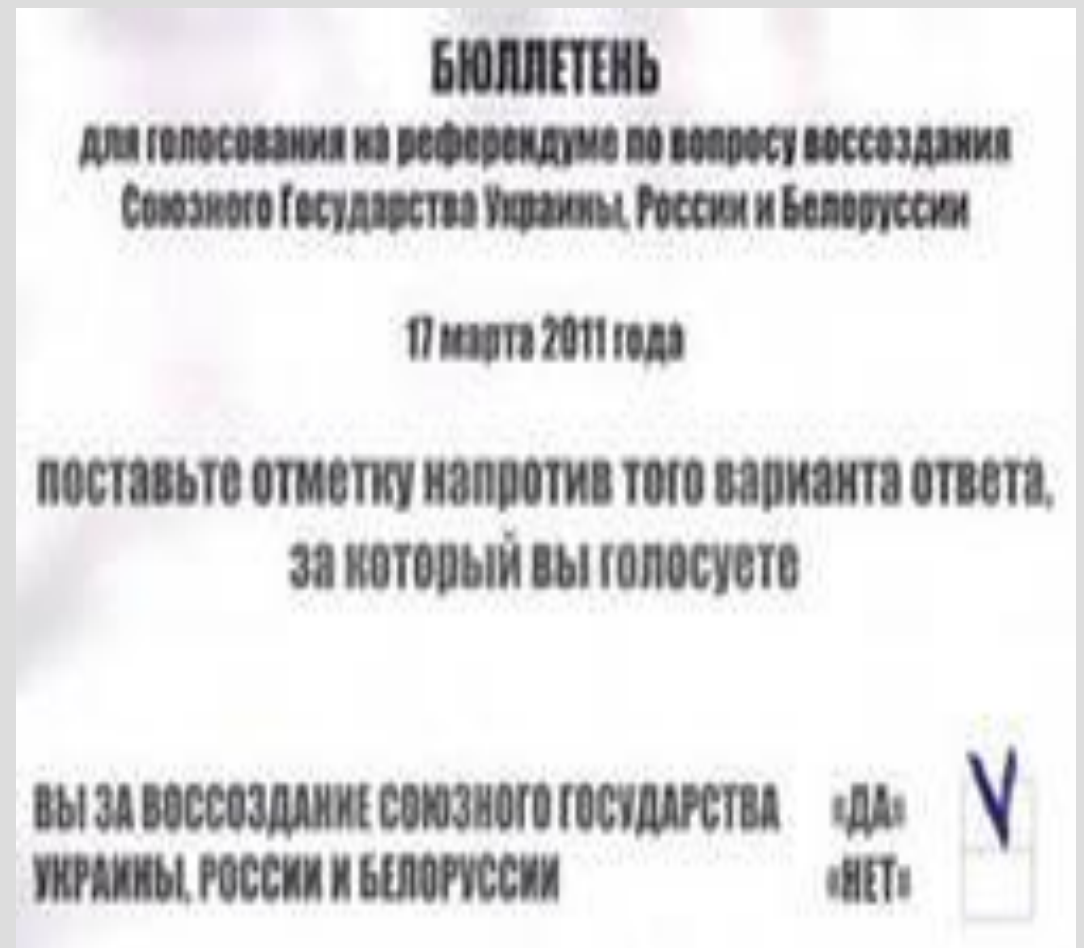 БЮЛЛЕТЕНЬ
для голосования на референдуме по вопросу воссоздания
Союзного Государства Украины, России и Белоруссии
17 марта 2011 года
поставьте отметку напротив того варианта ответа,
за который вы голосуете
ВЫ ЗА ВОССОЗДАНИЕ СОЮЗНОГО ГОСУДАРСТВА «ДА»
УКРАИНЫ, РОССИИ И БЕЛОРУССИИ «НЕТ»